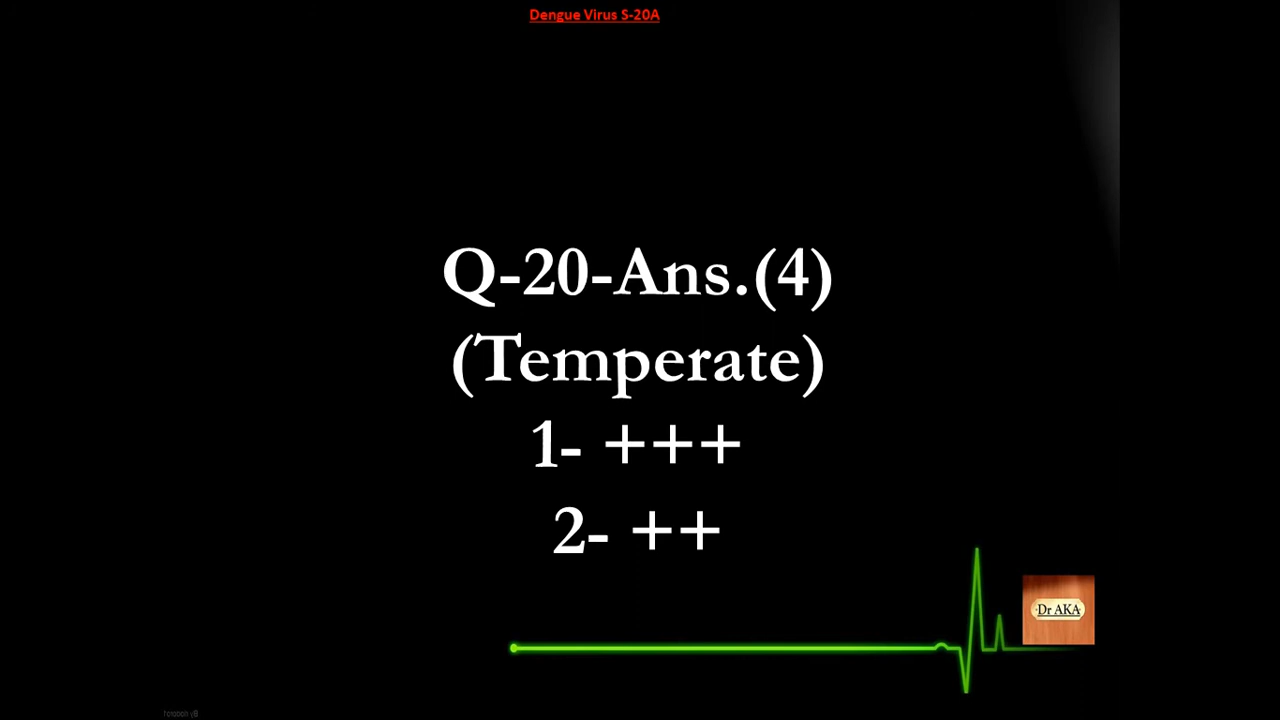 Dengue Virus S-20A
Q-20-Ans.(4)
(Temperate)
1- +++
2- ++
Dr AKA